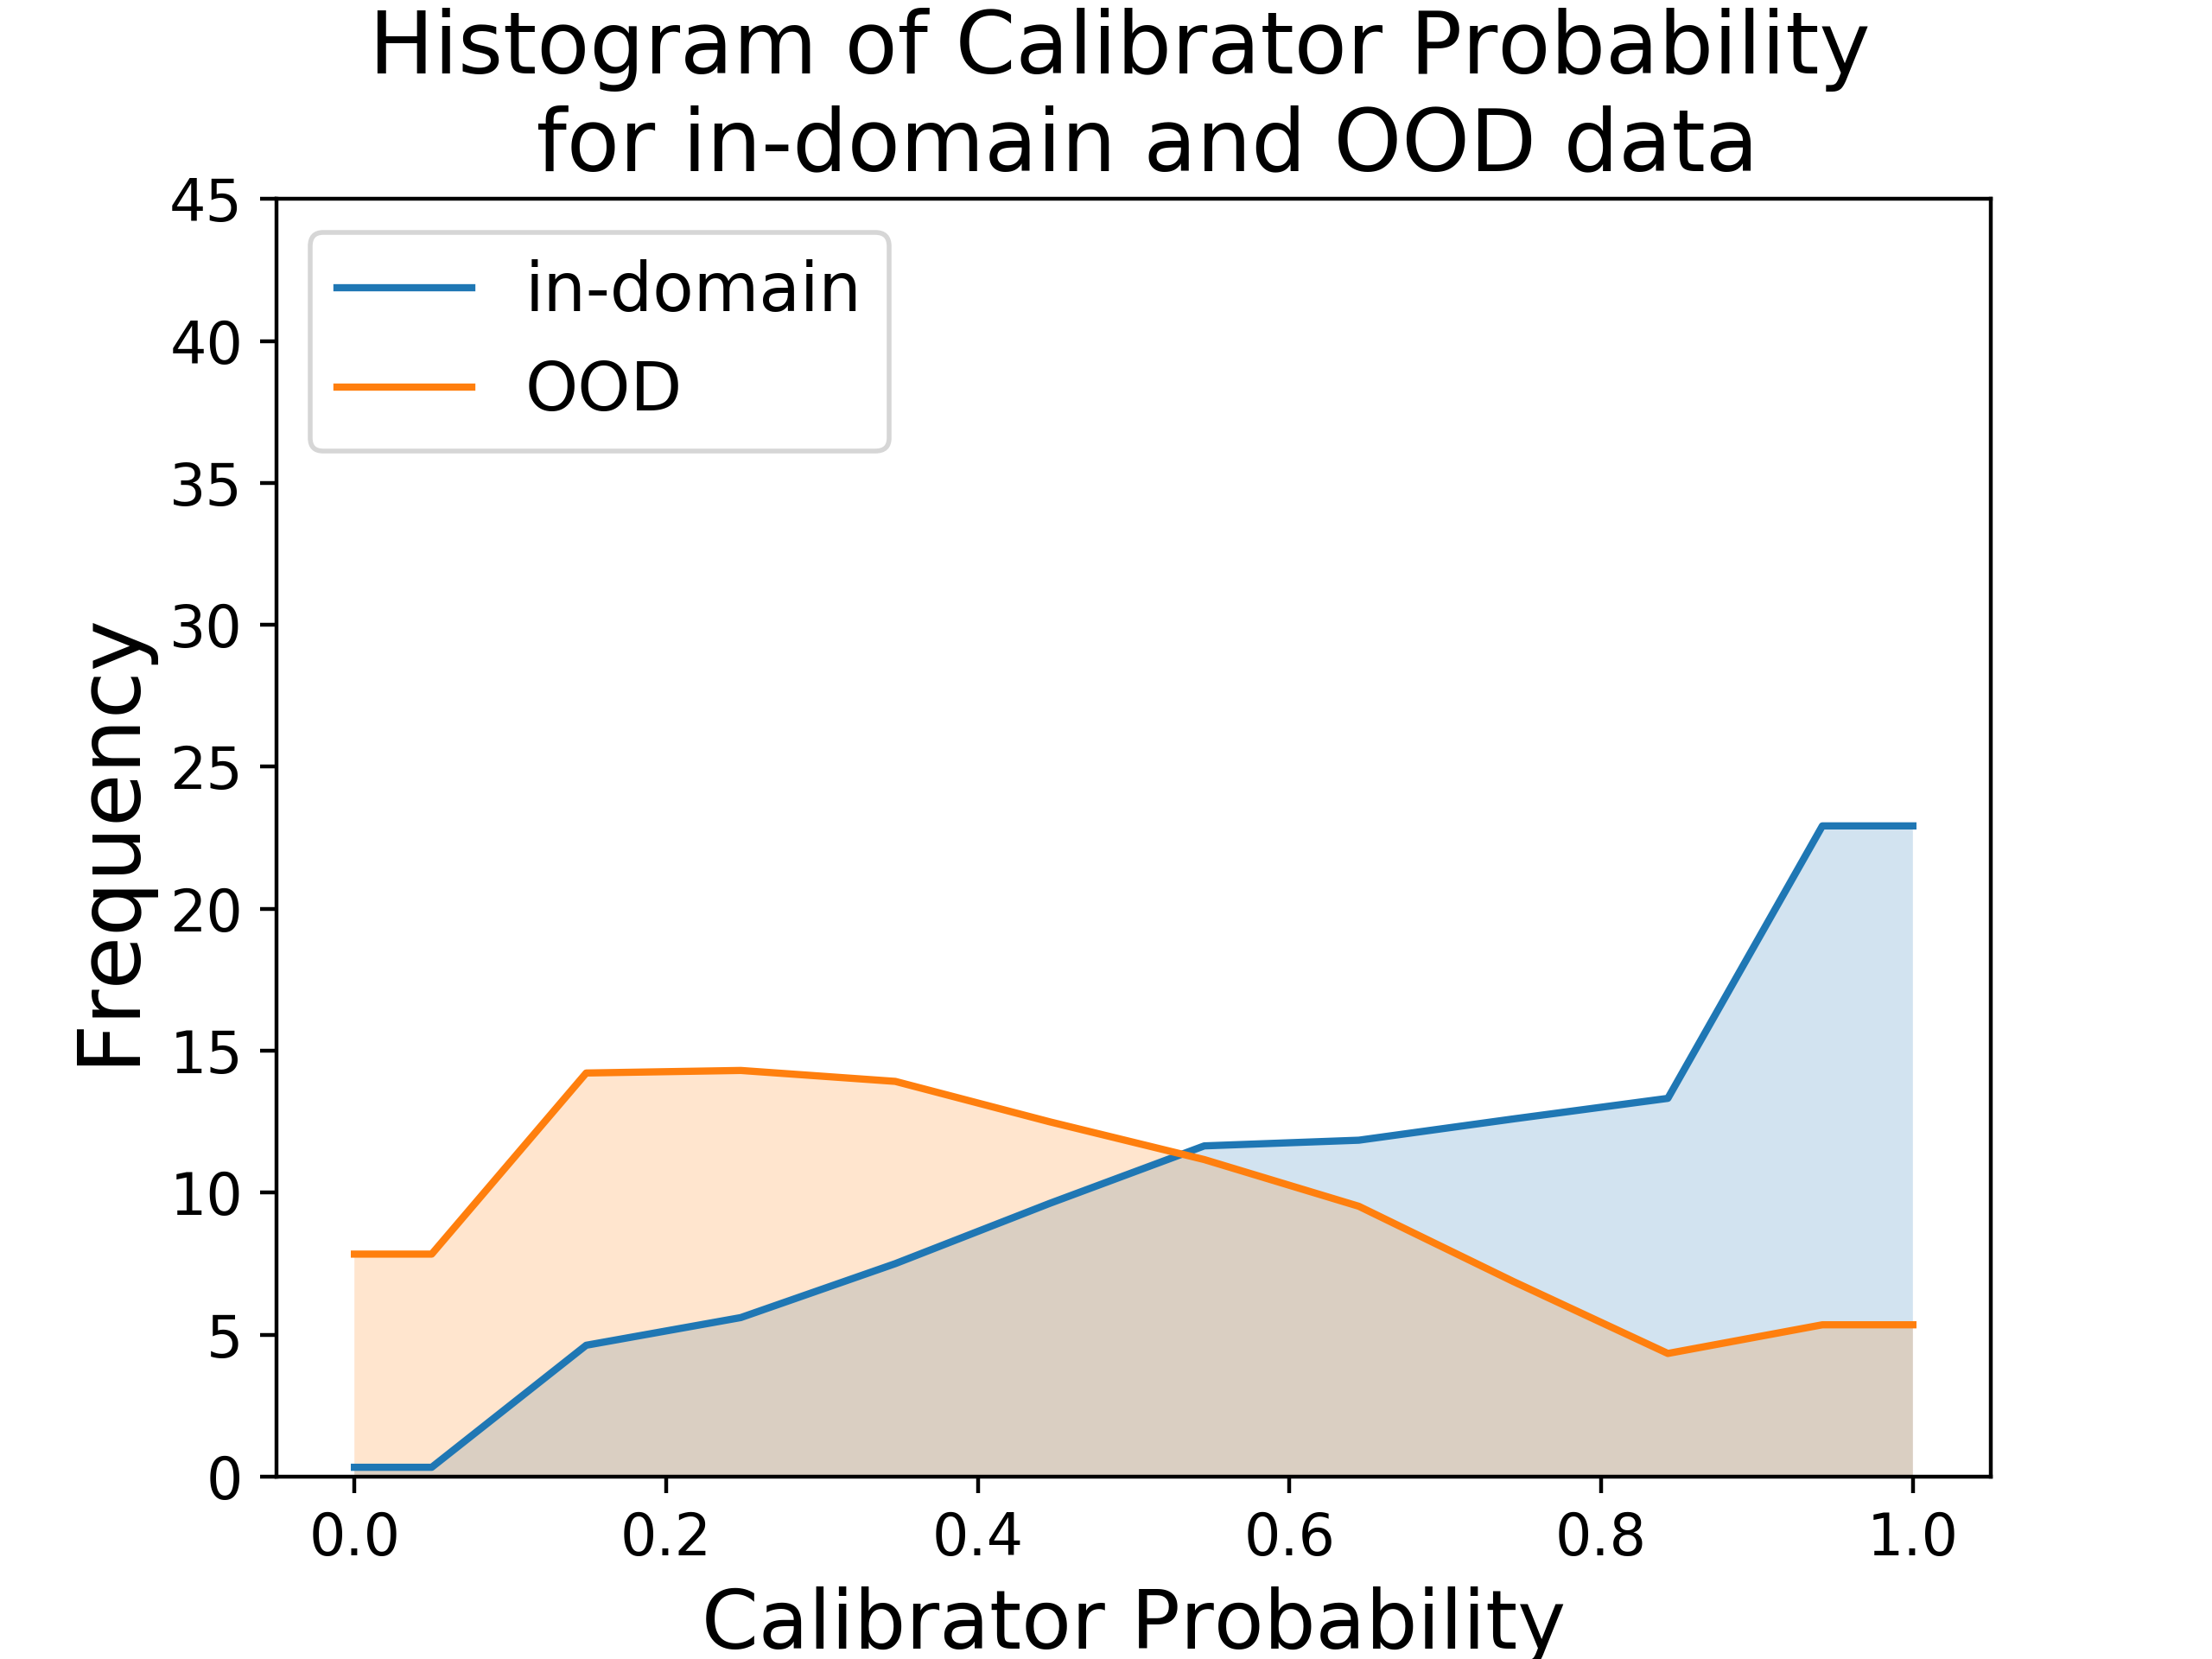 Histogram of Calibrator Probability
for in-domain and OOD data
45
40
35
30
25
20
15
10
5
0
Frequency
in-domain
OOD
0.0 0.2 0.4 0.6 0.8 1.0
Calibrator Probability